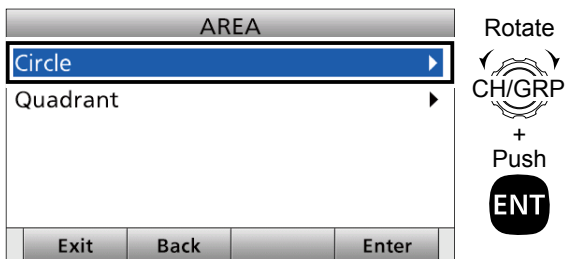 AREA
Circle
Quadrant
Exit Back Enter
Rotate
CH/GRP
+
Push
ENT